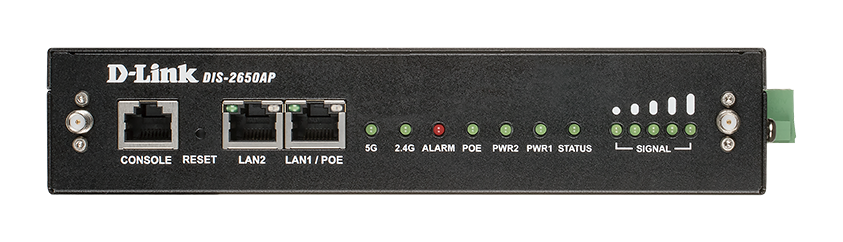 D-Link DIS-2650AP
CONSOLE RESET LAN2 LAN1 / POE 5G 2.4G ALARM POE PWR2 PWR1 STATUS SIGNAL